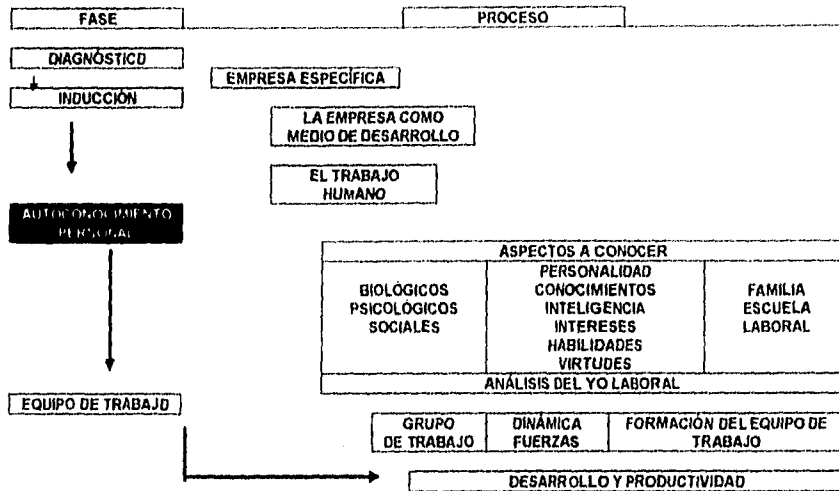 FASE
PROCESO
DIAGNÓSTICO
EMPRESA ESPECÍFICA
INDUCCIÓN
LA EMPRESA COMO
MEDIO DE DESARROLLO
EL TRABAJO
HUMANO
AUTOCONOCIMIENTO
PERSONAL
ASPECTOS A CONOCER
BIOLÓGICOS
PSICOLÓGICOS
SOCIALES
PERSONALIDAD
CONOCIMIENTOS
INTELIGENCIA
INTERESES
HABILIDADES
VIRTUDES
FAMILIA
ESCUELA
LABORAL
ANÁLISIS DEL YO LABORAL
EQUIPO DE TRABAJO
GRUPO
DE TRABAJO
DINÁMICA
FUERZAS
FORMACIÓN DEL EQUIPO DE
TRABAJO
DESARROLLO Y PRODUCTIVIDAD